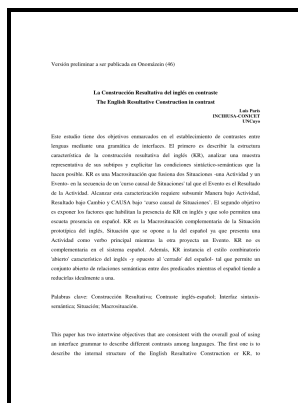 Versión preliminar a ser publicada en Onomázein (46)
La Construcción Resultativa del inglés en contraste
The English Resultative Construction in contrast
Luis París
INCIHUSA-CONICET
UNCuyo
Este estudio tiene dos objetivos enmarcados en el establecimiento de contrastes entre
lenguas mediante una gramática de interfaces. El primero es describir la estructura
característica de la construcción resultativa del inglés (KR), analizar una muestra
representativa de sus subtipos y explicitar las condiciones sintáctico-semánticas que la
hacen posible. KR es una Macrosituación que fusiona dos Situaciones -una Actividad y un
Evento- en la secuencia de un 'curso causal de Situaciones' tal que el Evento es el Resultado
de la Actividad. Alcanzar esta caracterización requiere subsumir Manera bajo Actividad,
Resultado bajo Cambio y CAUSA bajo 'curso causal de Situaciones'. El segundo objetivo
es exponer los factores que habilitan la presencia de KR en inglés y que solo permiten una
escueta presencia en español. KR es la Macrosituación complementaria de la Situación
prototípica del inglés. Situación que se opone a la del español ya que presenta una
Actividad como verbo principal mientras la otra proyecta un Evento. KR no es
complementaria en el sistema español. Además, KR instancia el estilo combinatorio
'abierto' característico del inglés -y opuesto al 'cerrado' del español- tal que permite un
conjunto abierto de relaciones semánticas entre dos predicados mientras el español tiende a
reducirlas idealmente a una.
Palabras clave: Construcción Resultativa; Contraste inglés-español; Interfaz sintaxis-
semántica; Situación; Macrosituación.
This paper has two intertwine objectives that are consistent with the overall goal of using
an interface grammar to describe different contrasts among languages. The first one is to
describe the internal structure of the English Resultative Construction or KR, to